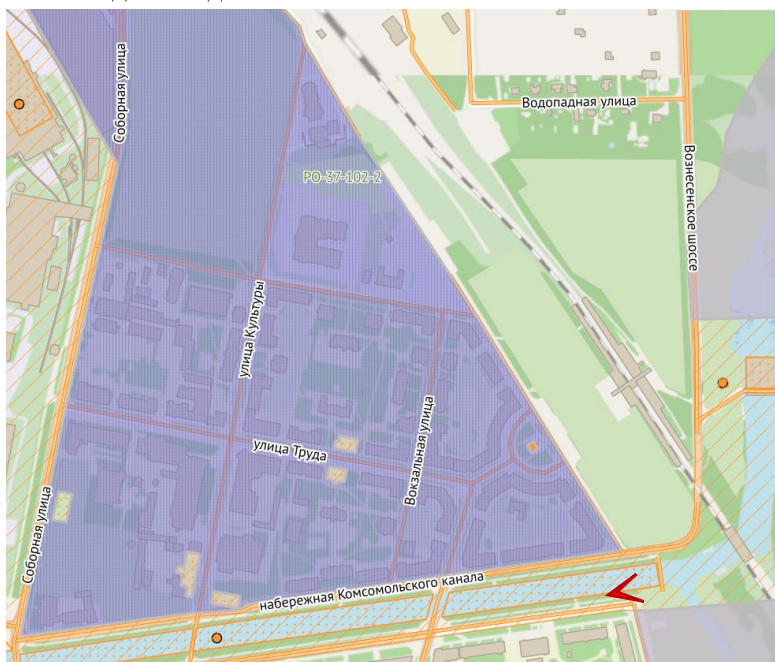 Соборная улица
Водопадная улица
Вознесенское шоссе
РО-37-102-2
улица Культуры
Вокзальная улица
улица Труда
Соборная улица
набережная Комсомольского канала